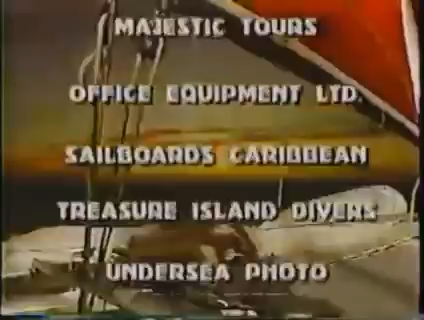 MAJESTIC TOURS
OFFICE EQUIPMENT LTD.
SAILBOARDS CARIBBEAN
TREASURE ISLAND DIVERS
UNDERSEA PHOTO